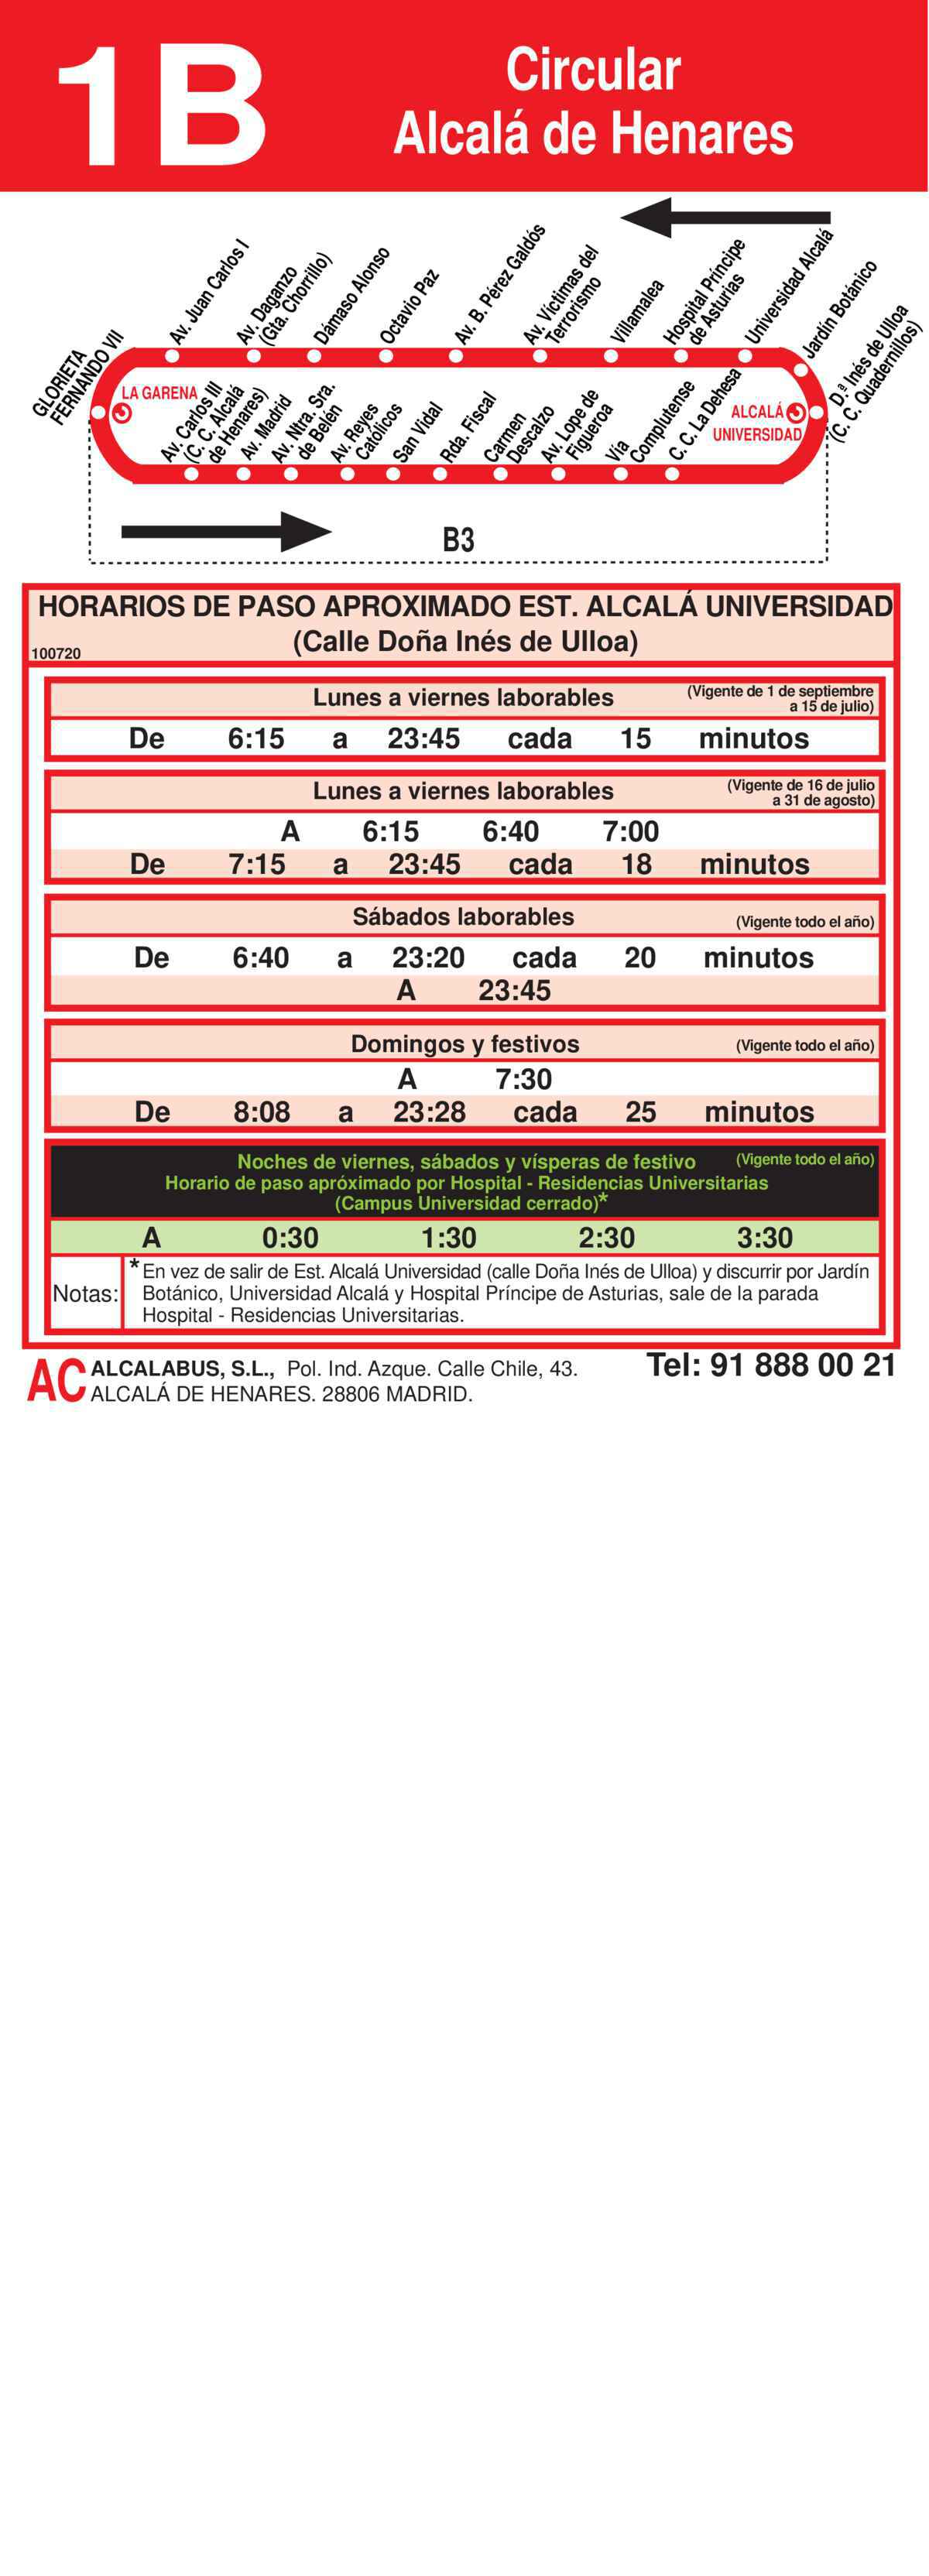 1B
Circular
Alcalá de Henares
GLORIETA
FERNANDO VII
Av. Juan Carlos I
Av. Daganzo
(Gta. Chorrillo)
Dámaso Alonso
Octavio Paz
Av. B. Pérez Galdós
Av. Víctimas del
Terrorismo
Villamalea
Hospital Príncipe
de Asturias
Universidad Alcalá
Jardín Botánico
D.ª Inés de Ulloa
(C. C. Quadernillos)
LA GARENA
Av. Carlos III
(C. C. Alcalá
de Henares)
Av. Madrid
Av. Ntra. Sra.
de Belén
Av. Reyes
Católicos
San Vidal
Rda. Fiscal
Carmen
Descalzo
Av. Lope de
Figueroa
Vía
Complutense
C. C. La Dehesa
ALCALÁ
UNIVERSIDAD
B3
HORARIOS DE PASO APROXIMADO EST. ALCALÁ UNIVERSIDAD
(Calle Doña Inés de Ulloa)
100720
Lunes a viernes laborables (Vigente de 1 de septiembre
a 15 de julio)
De 6:15 a 23:45 cada 15 minutos
Lunes a viernes laborables (Vigente de 16 de julio
a 31 de agosto)
A 6:15 6:40 7:00
De 7:15 a 23:45 cada 18 minutos
Sábados laborables (Vigente todo el año)
De 6:40 a 23:20 cada 20 minutos
A 23:45
Domingos y festivos (Vigente todo el año)
A 7:30
De 8:08 a 23:28 cada 25 minutos
Noches de viernes, sábados y vísperas de festivo (Vigente todo el año)
Horario de paso apróximado por Hospital - Residencias Universitarias
(Campus Universidad cerrado)*
A 0:30 1:30 2:30 3:30
Notas: * En vez de salir de Est. Alcalá Universidad (calle Doña Inés de Ulloa) y discurrir por Jardín
Botánico, Universidad Alcalá y Hospital Príncipe de Asturias, sale de la parada
Hospital - Residencias Universitarias.
AC ALCALABUS, S.L., Pol. Ind. Azque. Calle Chile, 43. Tel: 91 888 00 21
ALCALÁ DE HENARES. 28806 MADRID.